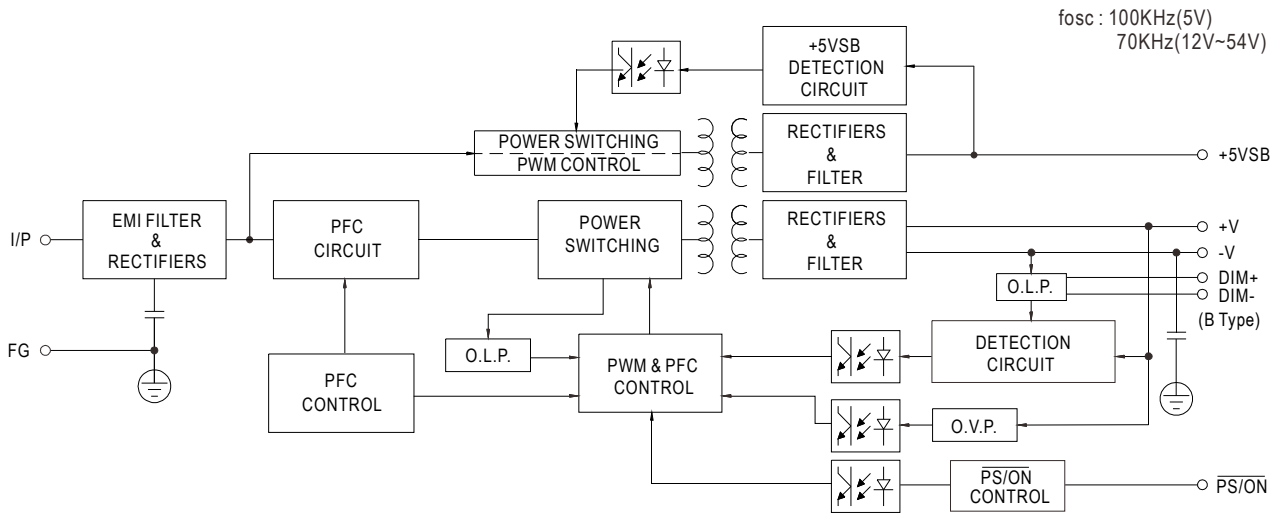 fosc : 100KHz(5V)
70KHz(12V~54V)
+5VSB
DETECTION
CIRCUIT
POWER SWITCHING
PWM CONTROL
RECTIFIERS
&
FILTER
+5VSB
I/P
EMI FILTER
&
RECTIFIERS
PFC
CIRCUIT
POWER
SWITCHING
RECTIFIERS
&
FILTER
+V
-V
DIM+
DIM-
(B Type)
O.L.P.
FG
O.L.P.
PFC
CONTROL
PWM & PFC
CONTROL
DETECTION
CIRCUIT
O.V.P.
PS/ON
CONTROL
PS/ON